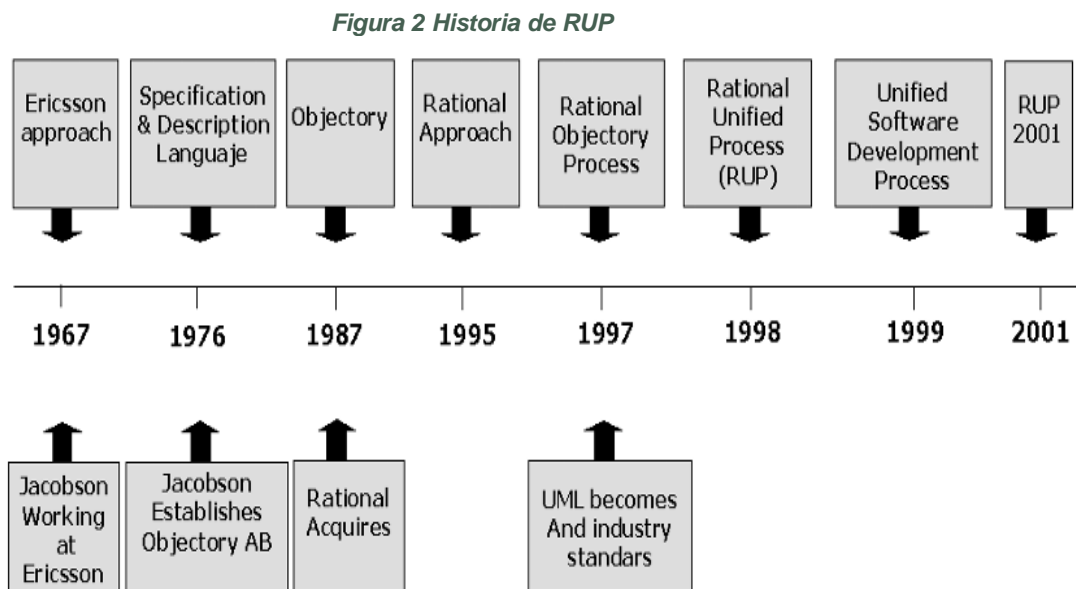 Figura 2 Historia de RUP
Ericsson
approach
Specification
& Description
Languaje
Objectory
Rational
Approach
Rational
Objectory
Process
Rational
Unified
Process
(RUP)
Unified
Software
Development
Process
RUP
2001
1967
1976
1987
1995
1997
1998
1999
2001
Jacobson
Working
at
Ericsson
Jacobson
Establishes
Objectory AB
Rational
Acquires
UML becomes
And industry
standars